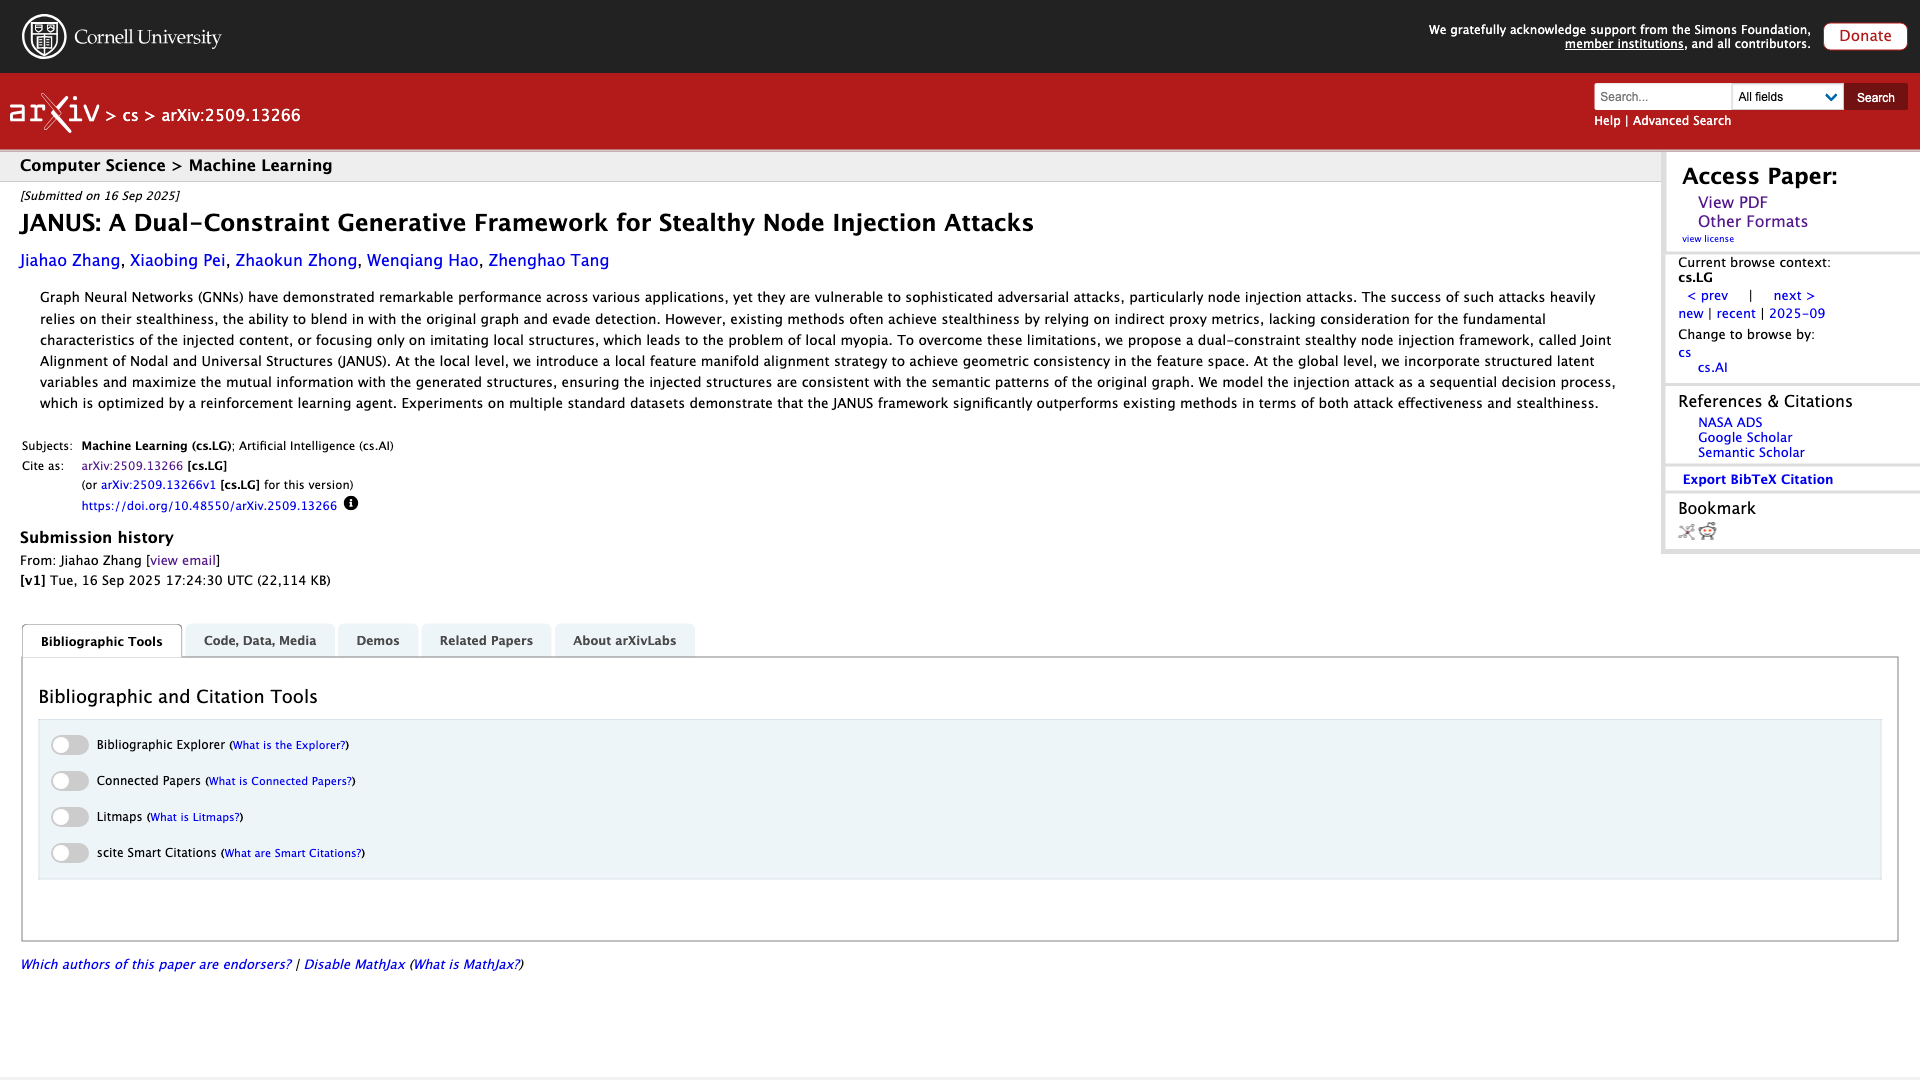 Cornell University
We gratefully acknowledge support from the Simons Foundation,
member institutions, and all contributors.
Donate
arXiv > cs > arXiv:2509.13266
Search...
All fields
Search
Help | Advanced Search
Computer Science > Machine Learning
[Submitted on 16 Sep 2025]
JANUS: A Dual-Constraint Generative Framework for Stealthy Node Injection Attacks
Jiahao Zhang, Xiaobing Pei, Zhaokun Zhong, Wenqiang Hao, Zhenghao Tang
Graph Neural Networks (GNNs) have demonstrated remarkable performance across various applications, yet they are vulnerable to sophisticated adversarial attacks, particularly node injection attacks. The success of such attacks heavily
relies on their stealthiness, the ability to blend in with the original graph and evade detection. However, existing methods often achieve stealthiness by relying on indirect proxy metrics, lacking consideration for the fundamental
characteristics of the injected content, or focusing only on imitating local structures, which leads to the problem of local myopia. To overcome these limitations, we propose a dual-constraint stealthy node injection framework, called Joint
Alignment of Nodal and Universal Structures (JANUS). At the local level, we introduce a local feature manifold alignment strategy to achieve geometric consistency in the feature space. At the global level, we incorporate structured latent
variables and maximize the mutual information with the generated structures, ensuring the injected structures are consistent with the semantic patterns of the original graph. We model the injection attack as a sequential decision process,
which is optimized by a reinforcement learning agent. Experiments on multiple standard datasets demonstrate that the JANUS framework significantly outperforms existing methods in terms of both attack effectiveness and stealthiness.
Subjects: Machine Learning (cs.LG); Artificial Intelligence (cs.AI)
Cite as: arXiv:2509.13266 [cs.LG]
(or arXiv:2509.13266v1 [cs.LG] for this version)
https://doi.org/10.48550/arXiv.2509.13266
Submission history
From: Jiahao Zhang [view email]
[v1] Tue, 16 Sep 2025 17:24:30 UTC (22,114 KB)
Access Paper:
View PDF
Other Formats
view license
Current browse context:
cs.LG
< prev | next >
new | recent | 2025-09
Change to browse by:
cs
cs.AI
References & Citations
NASA ADS
Google Scholar
Semantic Scholar
Export BibTeX Citation
Bookmark
Bibliographic Tools
Code, Data, Media
Demos
Related Papers
About arXivLabs
Bibliographic and Citation Tools
Bibliographic Explorer (What is the Explorer?)
Connected Papers (What is Connected Papers?)
Litmaps (What is Litmaps?)
scite Smart Citations (What are Smart Citations?)
Which authors of this paper are endorsers? | Disable MathJax (What is MathJax?)